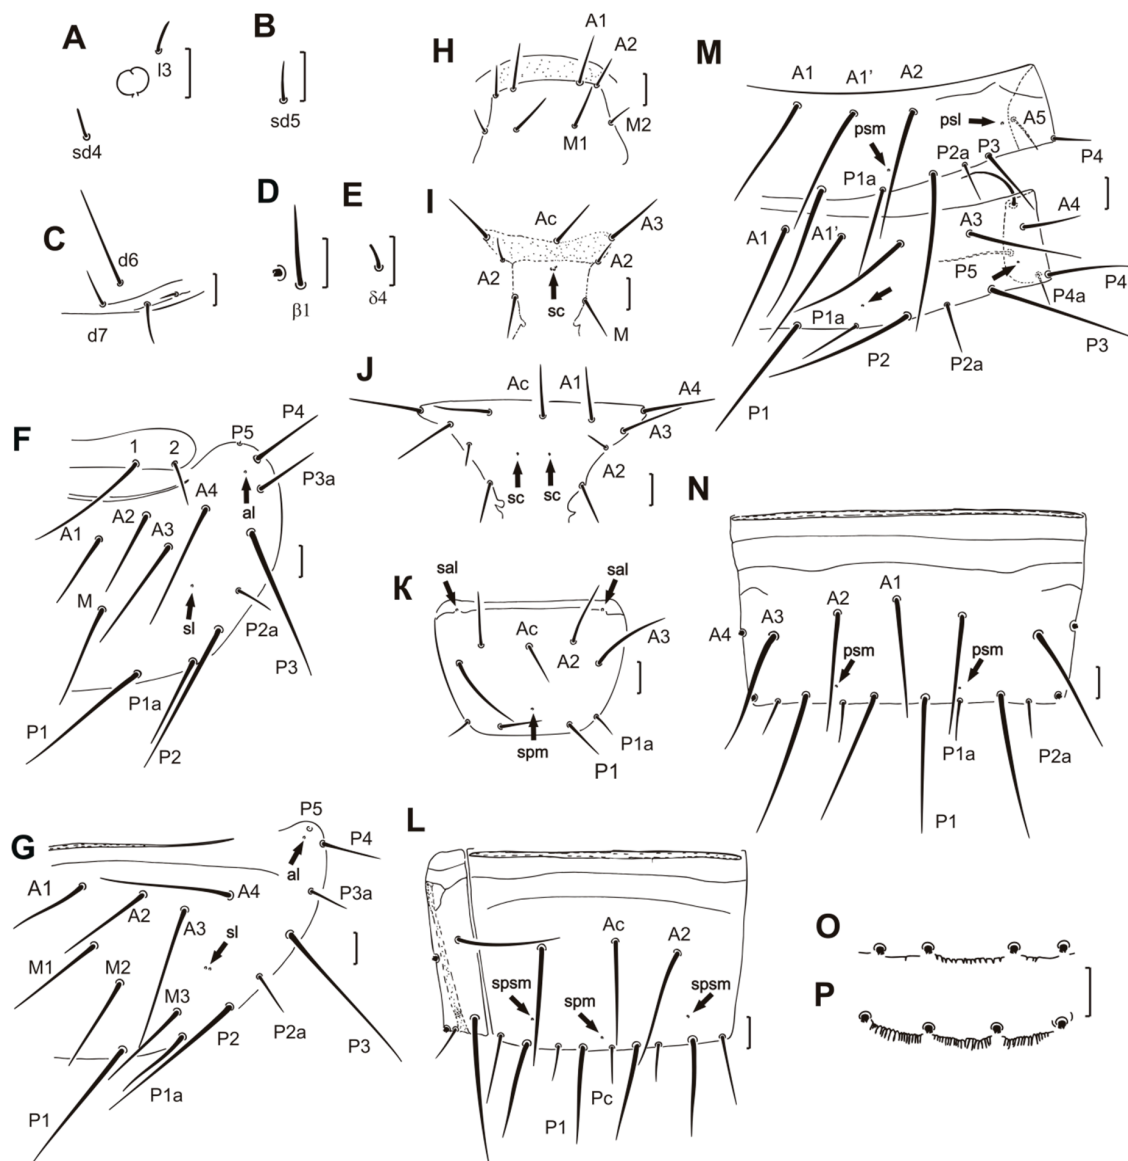 A
l3
sd4
B
sd5
C
d6
d7
D
β1
E
δ4
F
1
2
P5
P4
P3a
A4
al
A1
A2
A3
M
sl
P2a
P3
P1
P1a
P2
G
P5
P4
al
A1
A4
P3a
A2
A3
sl
M1
M2
M3
P2a
P2
P3
P1a
P1
H
A1
A2
M1
M2
I
Ac
A3
A2
A2
sc
M
J
Ac
A1
A4
A3
A2
sc
sc
K
sal
sal
Ac
A2
A3
spm
P1a
P1
L
Ac
A2
spsm
spm
spsm
Pc
P1
M
A1
A1'
A2
psl
A5
psm
P3
P4
P2a
P1a
A4
A3
A1
A1'
P5
P4
P4a
P1a
P2
P2a
P3
P1
N
A1
A2
A3
A4
psm
psm
P1a
P2a
P1
O
P